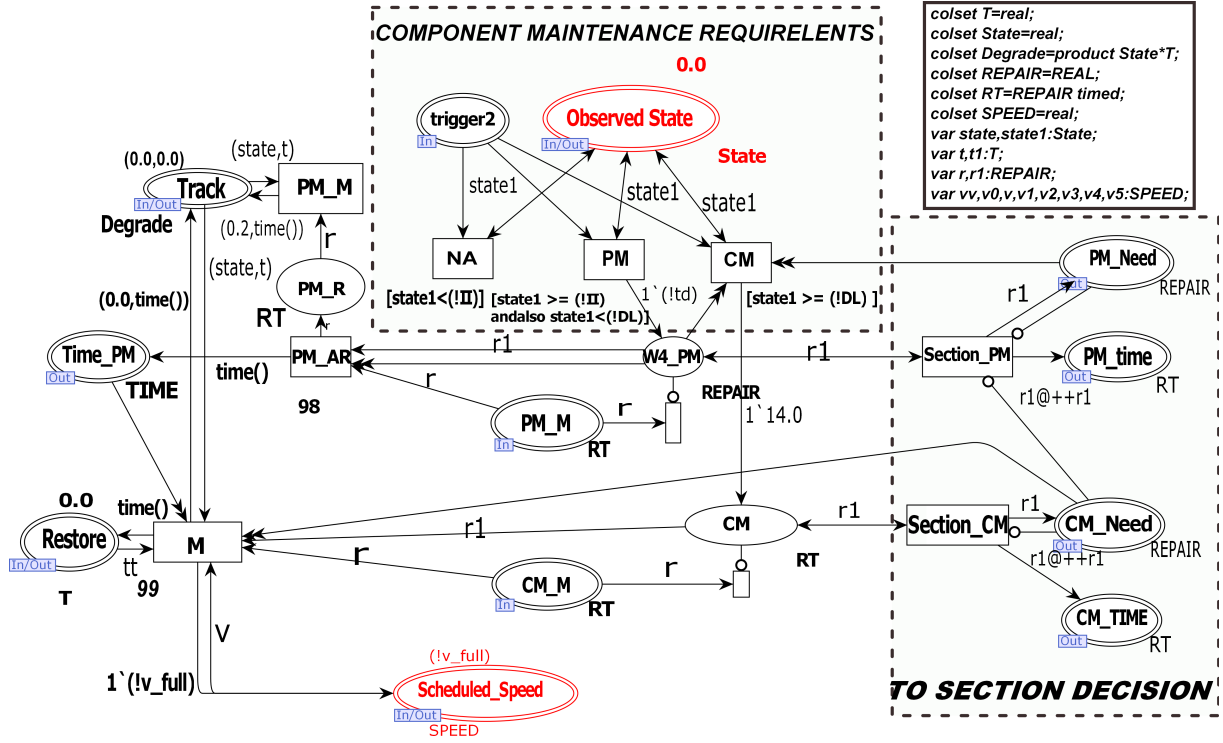 COMPONENT MAINTENANCE REQUIRELENTS
colset T=real;
colset State=real;
colset Degrade=product State*T;
colset REPAIR=REAL;
colset RT=REPAIR timed;
colset SPEED=real;
var state,state1:State;
var t,t1:T;
var r,r1:REPAIR;
var vv,v0,v,v1,v2,v3,v4,v5:SPEED;
0.0
trigger2
In
Observed State
In/Out
State
(0.0,0.0)
(state,t)
Track
In/Out
Degrade
PM_M
(0.2,time())
r
(state,t)
PM_R
RT
r
state1
state1
state1
NA
PM
CM
[state1<(!II)]
[state1 >= (!II)
andalso state1<(!DL)]
1`(!td)
[state1 >= (!DL) ]
PM_Need
Out
REPAIR
r1
(0.0,time())
Time_PM
Out
TIME
time()
PM_AR
98
r1
r
W4_PM
REPAIR
r1
Section_PM
PM_time
Out
RT
r1@++r1
PM_M
In
RT
r
1`14.0
0.0
Restore
In/Out
T
time()
tt
M
99
r1
r
CM
RT
r1
Section_CM
r1
CM_Need
Out
REPAIR
r1@++r1
CM_M
In
RT
r
CM_TIME
Out
RT
V
1`(!v_full)
(!v_full)
Scheduled_Speed
In/Out
SPEED
TO SECTION DECISION